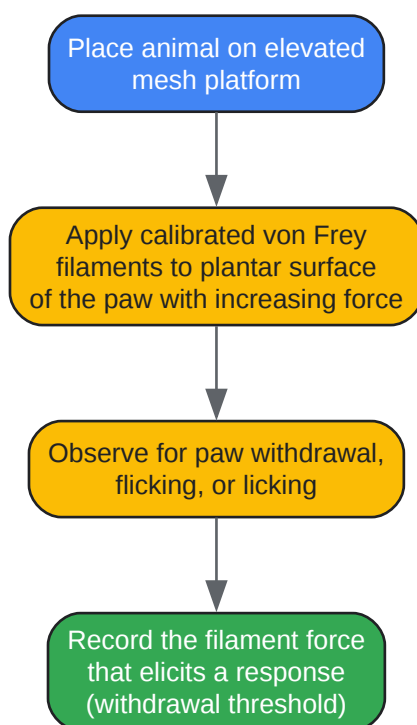 Place animal on elevated
mesh platform
Apply calibrated von Frey
filaments to plantar surface
of the paw with increasing force
Observe for paw withdrawal,
flicking, or licking
Record the filament force
that elicits a response
(withdrawal threshold)